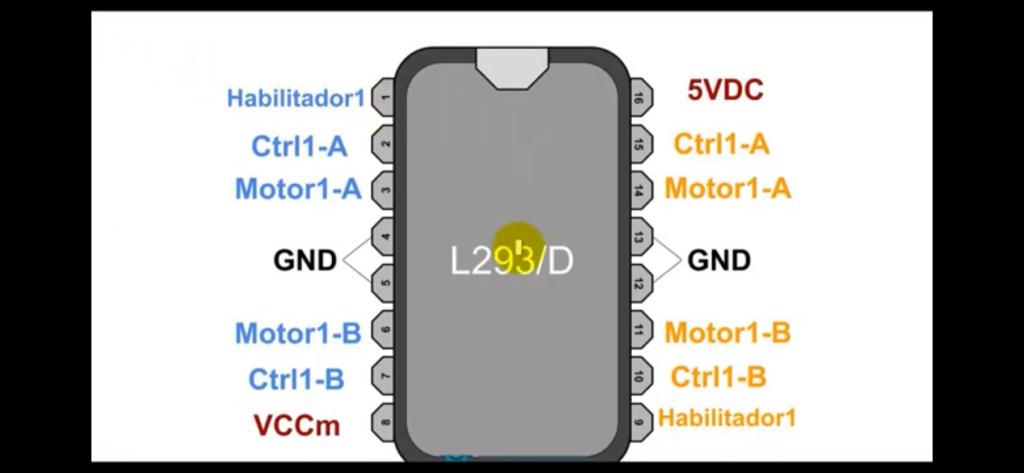 Habilitador1
1
16
5VDC
Ctrl1-A
2
15
Ctrl1-A
Motor1-A
3
14
Motor1-A
4
13
GND
L293/D
GND
5
12
Motor1-B
6
11
Motor1-B
Ctrl1-B
7
10
Ctrl1-B
VCCm
8
9
Habilitador1